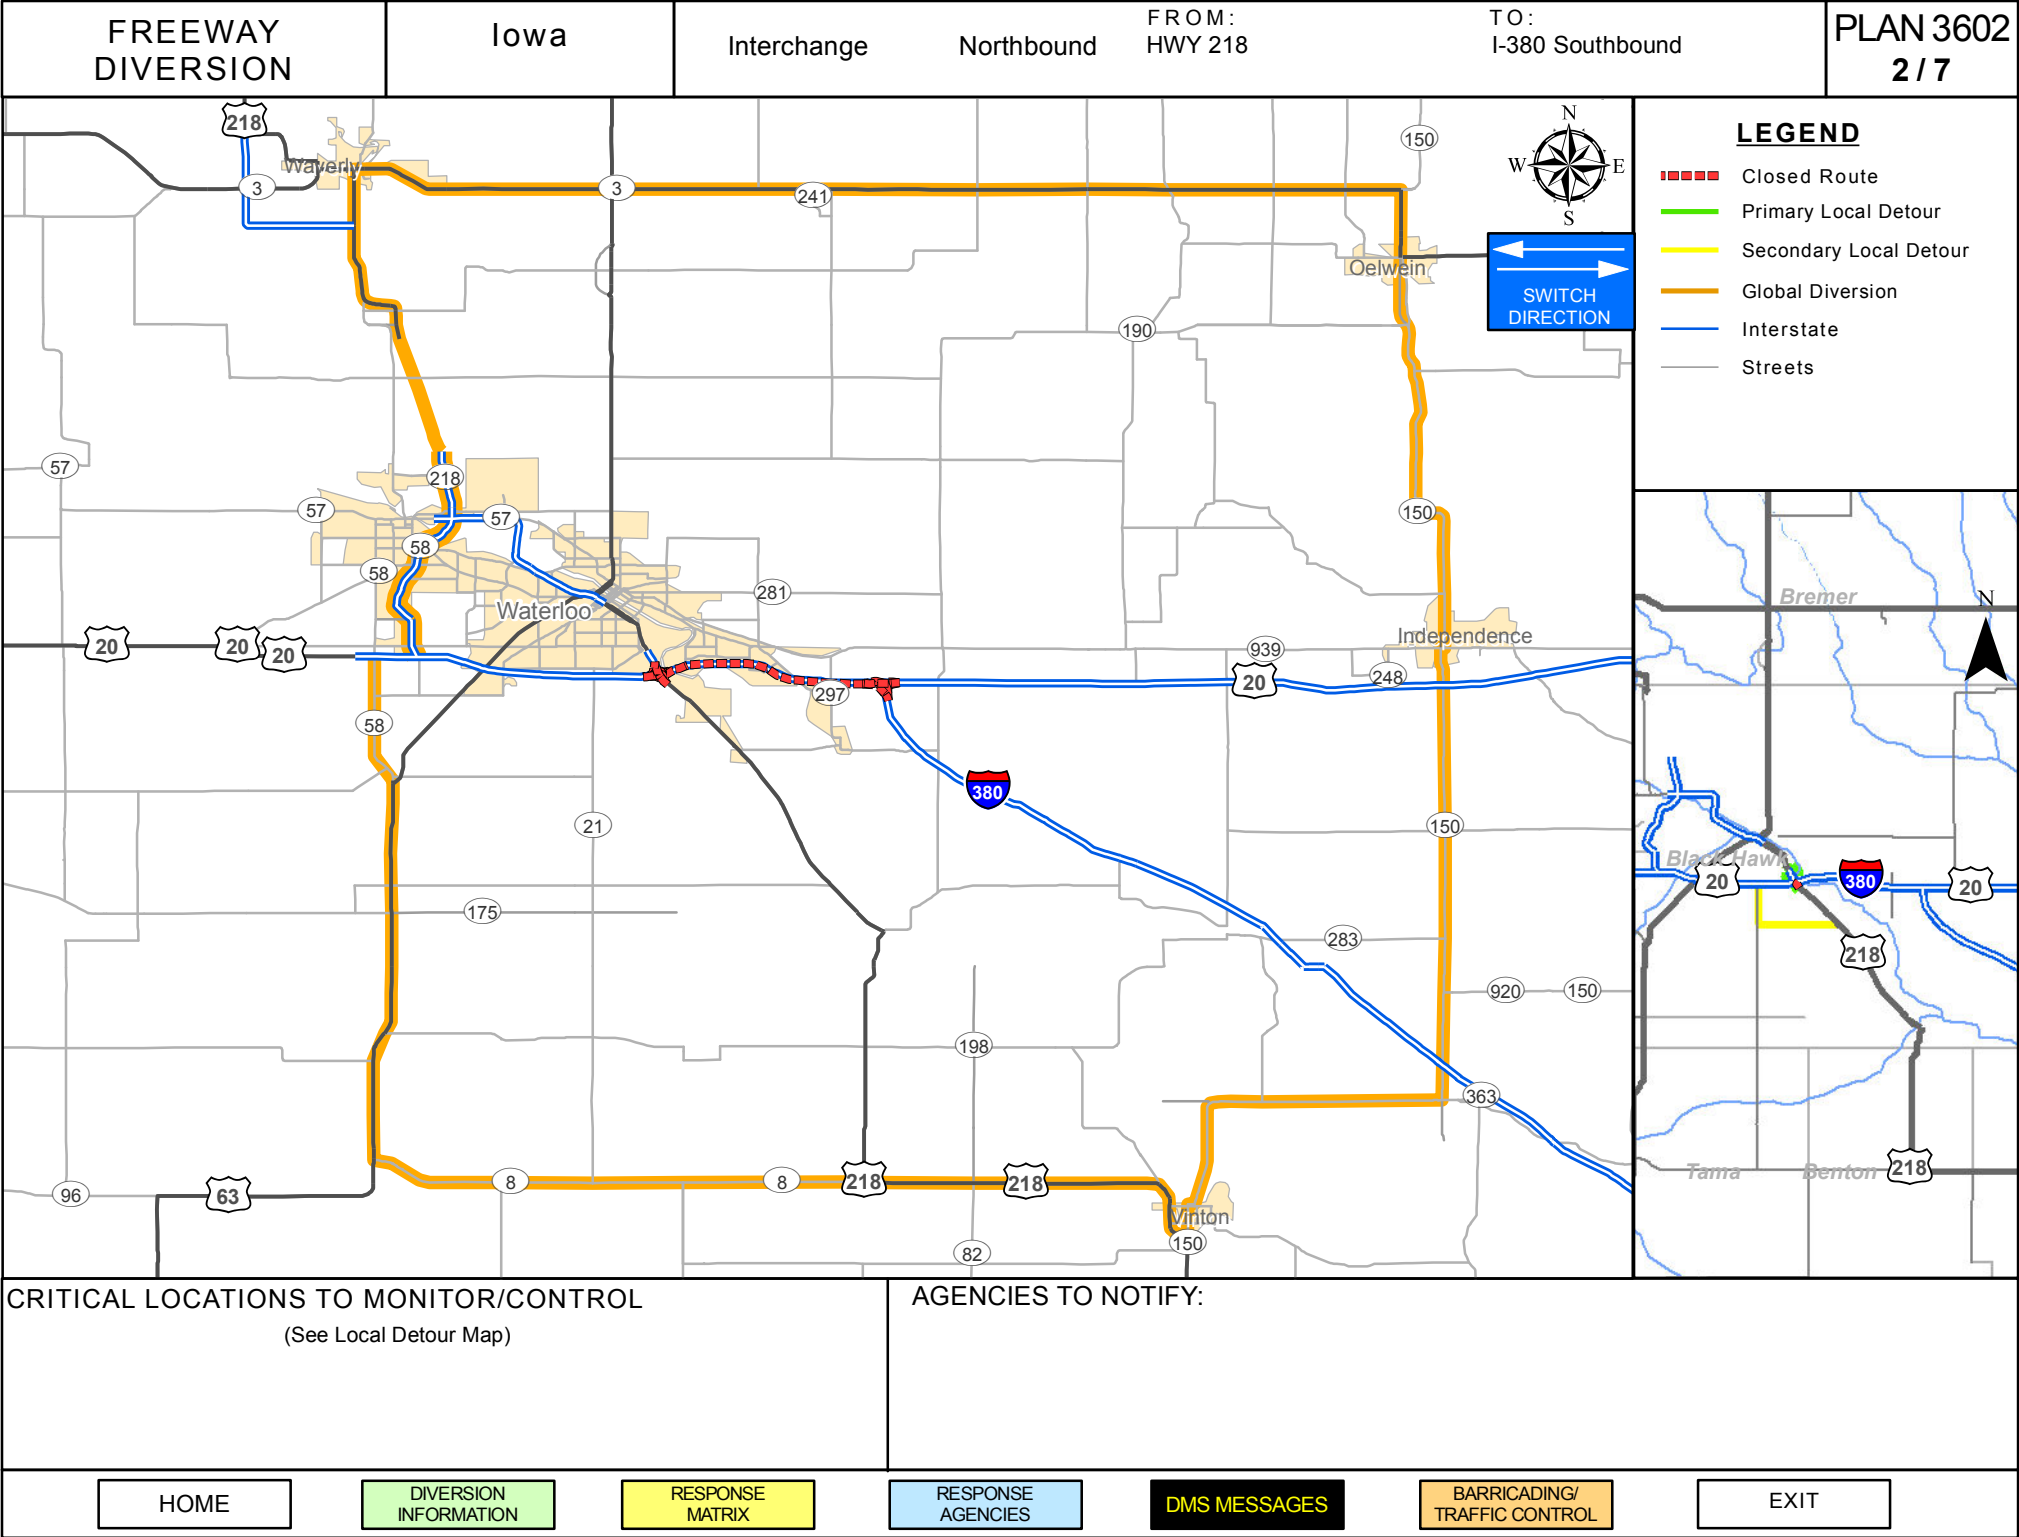 FREEWAY
DIVERSION
Iowa
Interchange
Northbound
FROM:
HWY 218
TO:
I-380 Southbound
PLAN 3602
2 / 7
218
Waverly
3
3
241
150
N
W
E
S
Oelwein
SWITCH
DIRECTION
190
57
218
57
57
58
58
150
281
Waterloo
20
20
20
Independence
939
248
20
297
58
380
21
150
175
283
920
150
198
363
96
63
8
8
218
218
Vinton
150
82
LEGEND
Closed Route
Primary Local Detour
Secondary Local Detour
Global Diversion
Interstate
Streets
Bremer
N
Black Hawk
20
380
20
218
Tama
Benton
218
CRITICAL LOCATIONS TO MONITOR/CONTROL
(See Local Detour Map)
AGENCIES TO NOTIFY:
HOME
DIVERSION
INFORMATION
RESPONSE
MATRIX
RESPONSE
AGENCIES
DMS MESSAGES
BARRICADING/
TRAFFIC CONTROL
EXIT